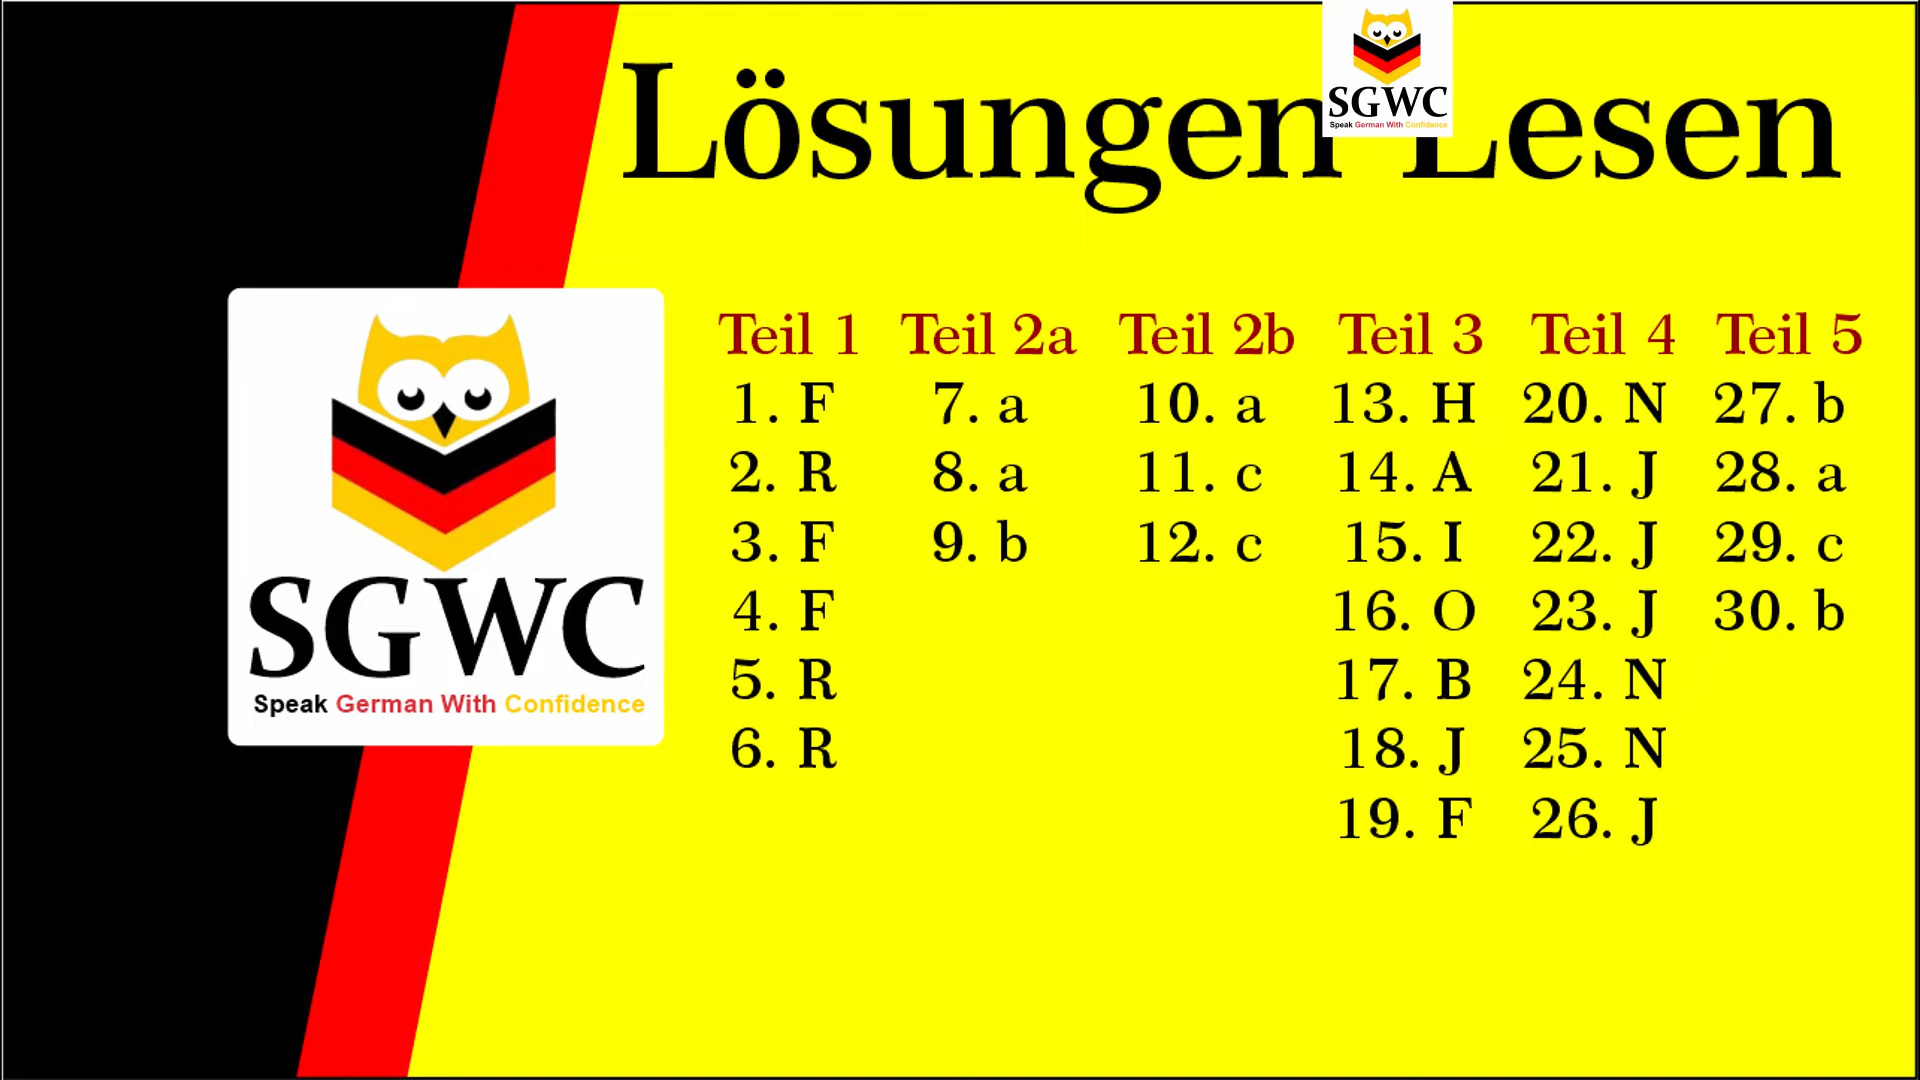 SGWC
Speak German With Confidence
Lösungen Lesen
Teil 1 Teil 2a Teil 2b Teil 3 Teil 4 Teil 5
1. F 7. a 10. a 13. H 20. N 27. b
2. R 8. a 11. c 14. A 21. J 28. a
3. F 9. b 12. c 15. I 22. J 29. c
4. F 16. O 23. J 30. b
5. R 17. B 24. N
6. R 18. J 25. N
19. F 26. J
SGWC
Speak German With Confidence